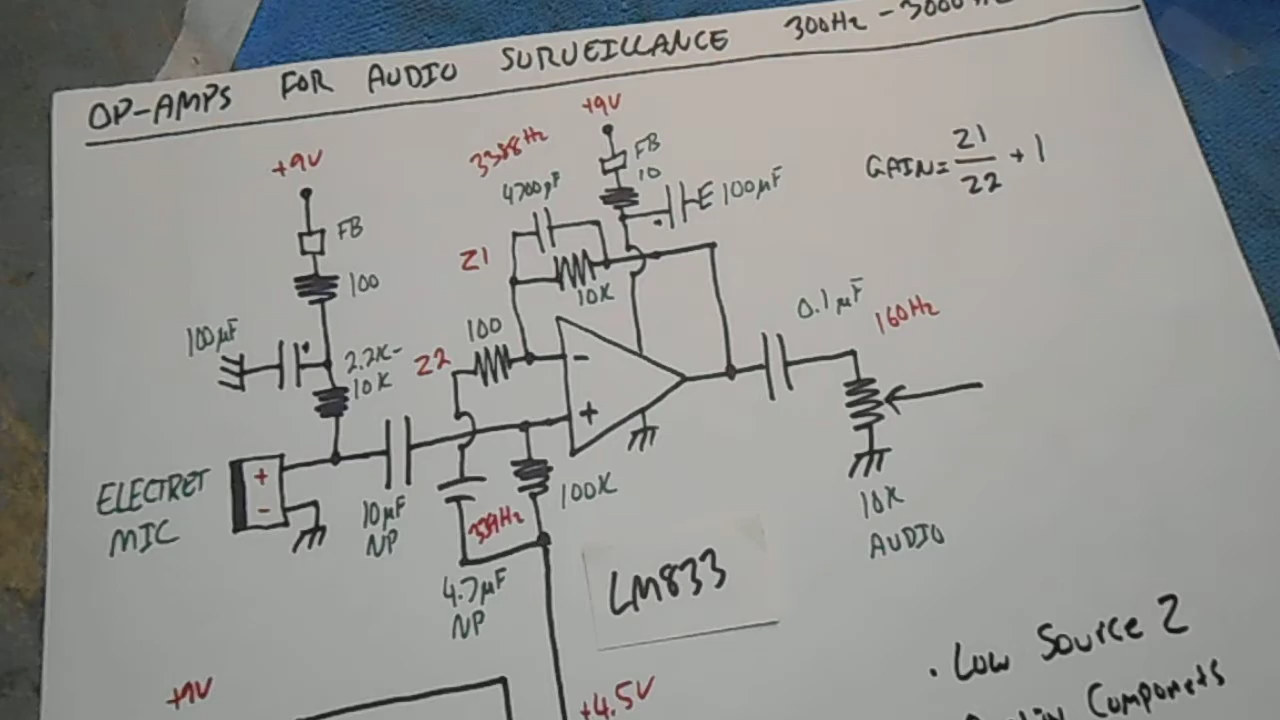 OP-AMPS FOR AUDIO SURVEILLANCE 300Hz - 3000Hz
+9V
+9V
3388Hz
FB
FB
10
GAIN = Z1/Z2 + 1
4700pF
100µF
Z1
100
10K
0.1µF
160Hz
100µF
100
2.2K-
10K
Z2
-
+
ELECTRET
MIC
+
-
10µF
NP
339Hz
100K
10K
AUDIO
4.7µF
NP
LM833
• LOW SOURCE Z
COMPONETS
+9V
+4.5V